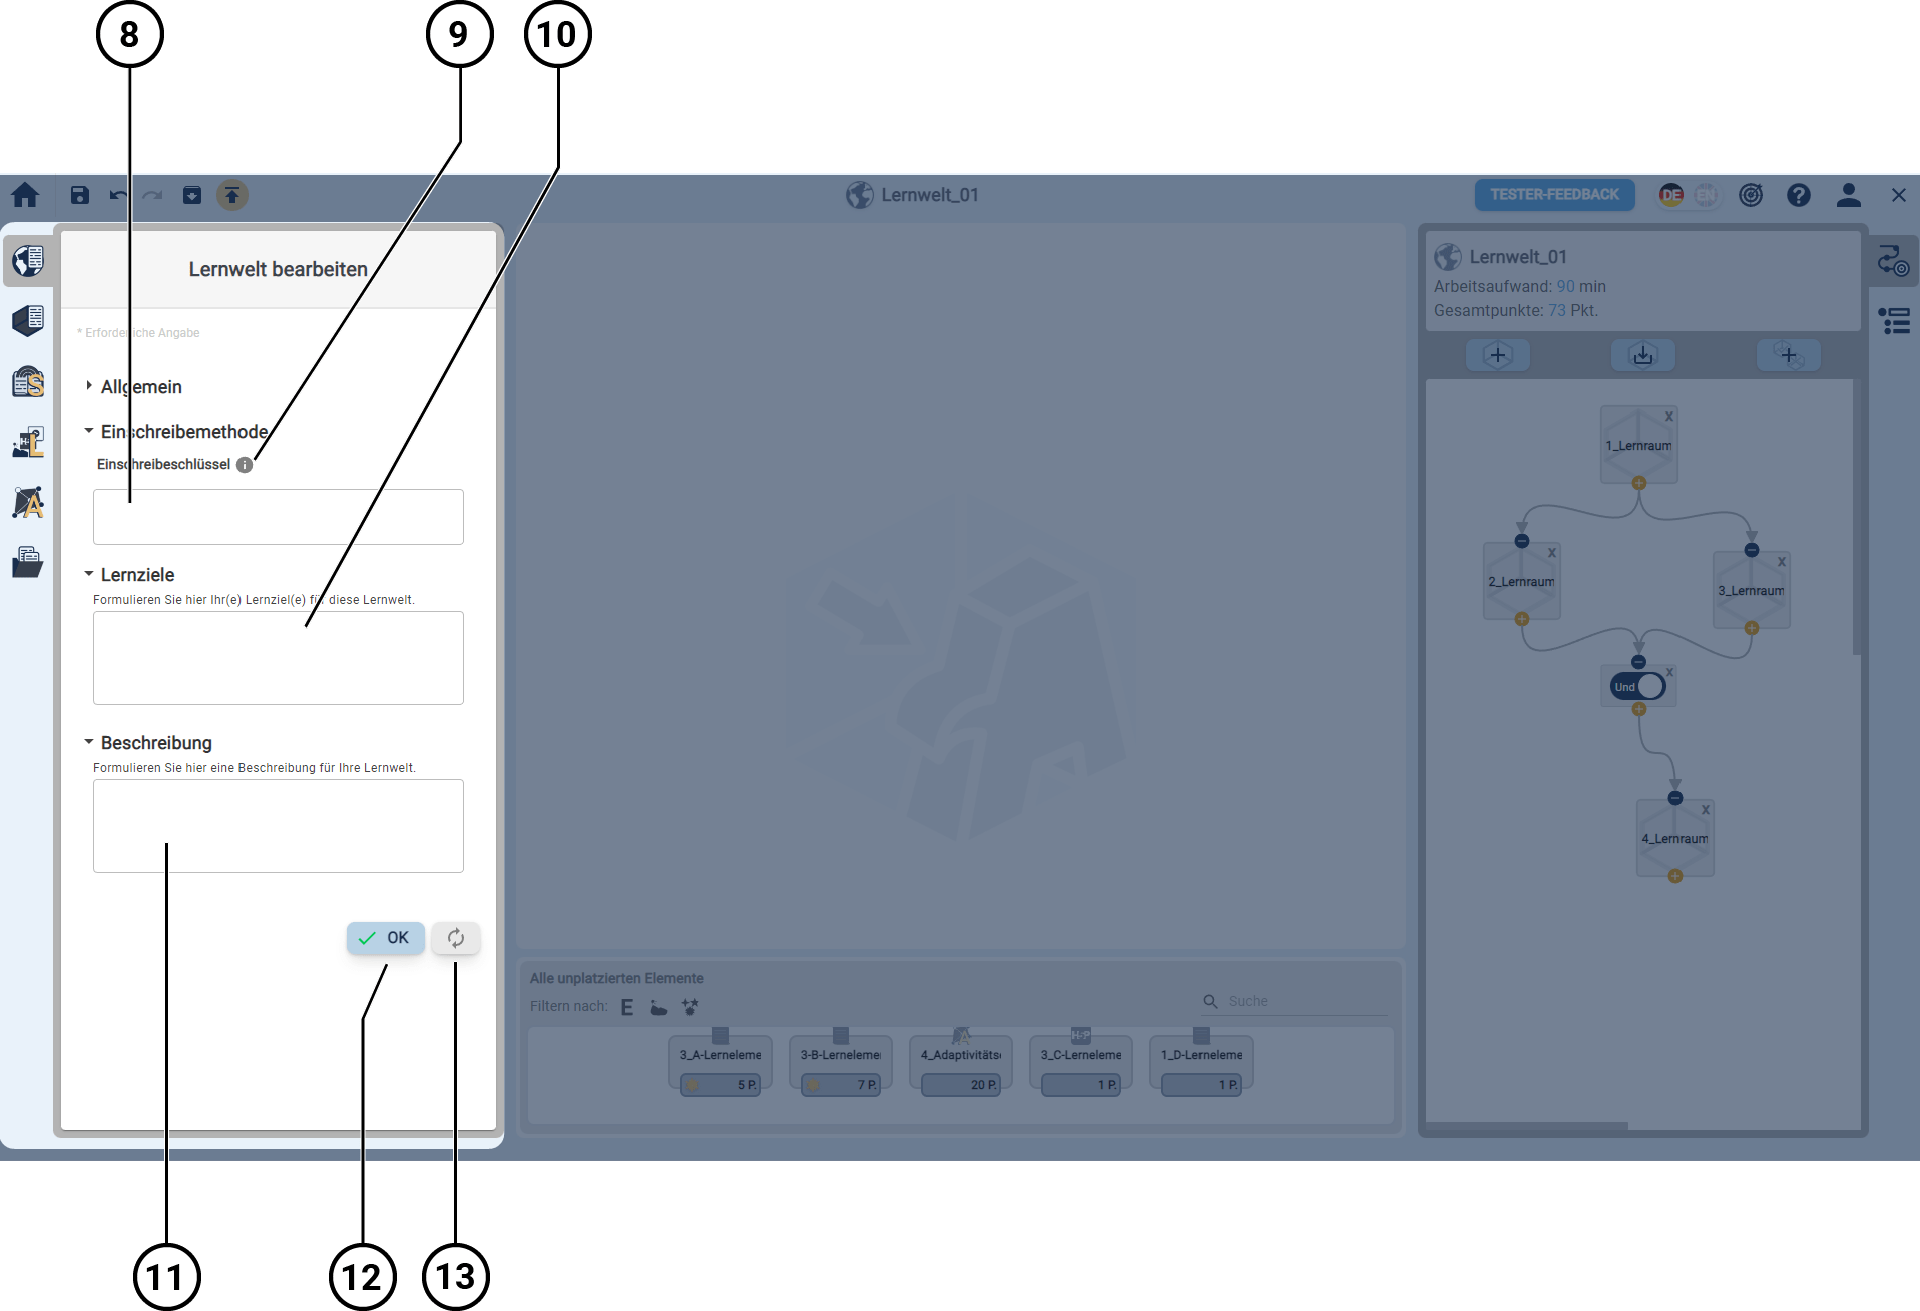 8
9
10
Lernwelt_01
TESTER-FEEDBACK
DE
EN
Lernwelt bearbeiten
* Erforderliche Angabe
Allgemein
Einschreibemethode
Einschreibeschlüssel i
Lernziele
Formulieren Sie hier Ihr(e) Lernziel(e) für diese Lernwelt.
Beschreibung
Formulieren Sie hier eine Beschreibung für Ihre Lernwelt.
OK
S
H-P
L
A
Alle unplatzierten Elemente
Filtern nach: E
Suche
3_A-Lerneleme
5 P.
3-B-Lernelemen
7 P.
A
4_Adaptivitäts
20 P.
H-P
3_C-Lerneleme
1 P.
1_D-Lerneleme
1 P.
Lernwelt_01
Arbeitsaufwand: 90 min
Gesamtpunkte: 73 Pkt.
x
1_Lernraum
x
2_Lernraum
x
3_Lernraum
x
Und
x
4_Lernraum
11
12
13